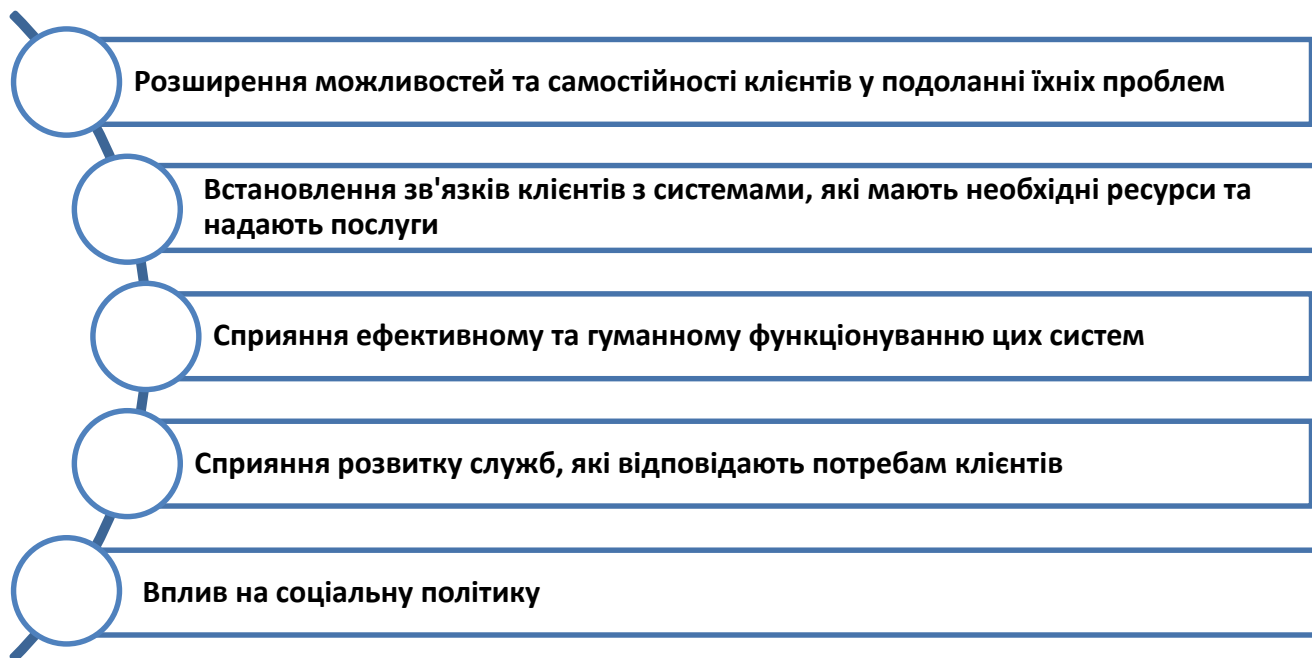 Розширення можливостей та самостійності клієнтів у подоланні їхніх проблем
Встановлення зв'язків клієнтів з системами, які мають необхідні ресурси та
надають послуги
Сприяння ефективному та гуманному функціонуванню цих систем
Сприяння розвитку служб, які відповідають потребам клієнтів
Вплив на соціальну політику